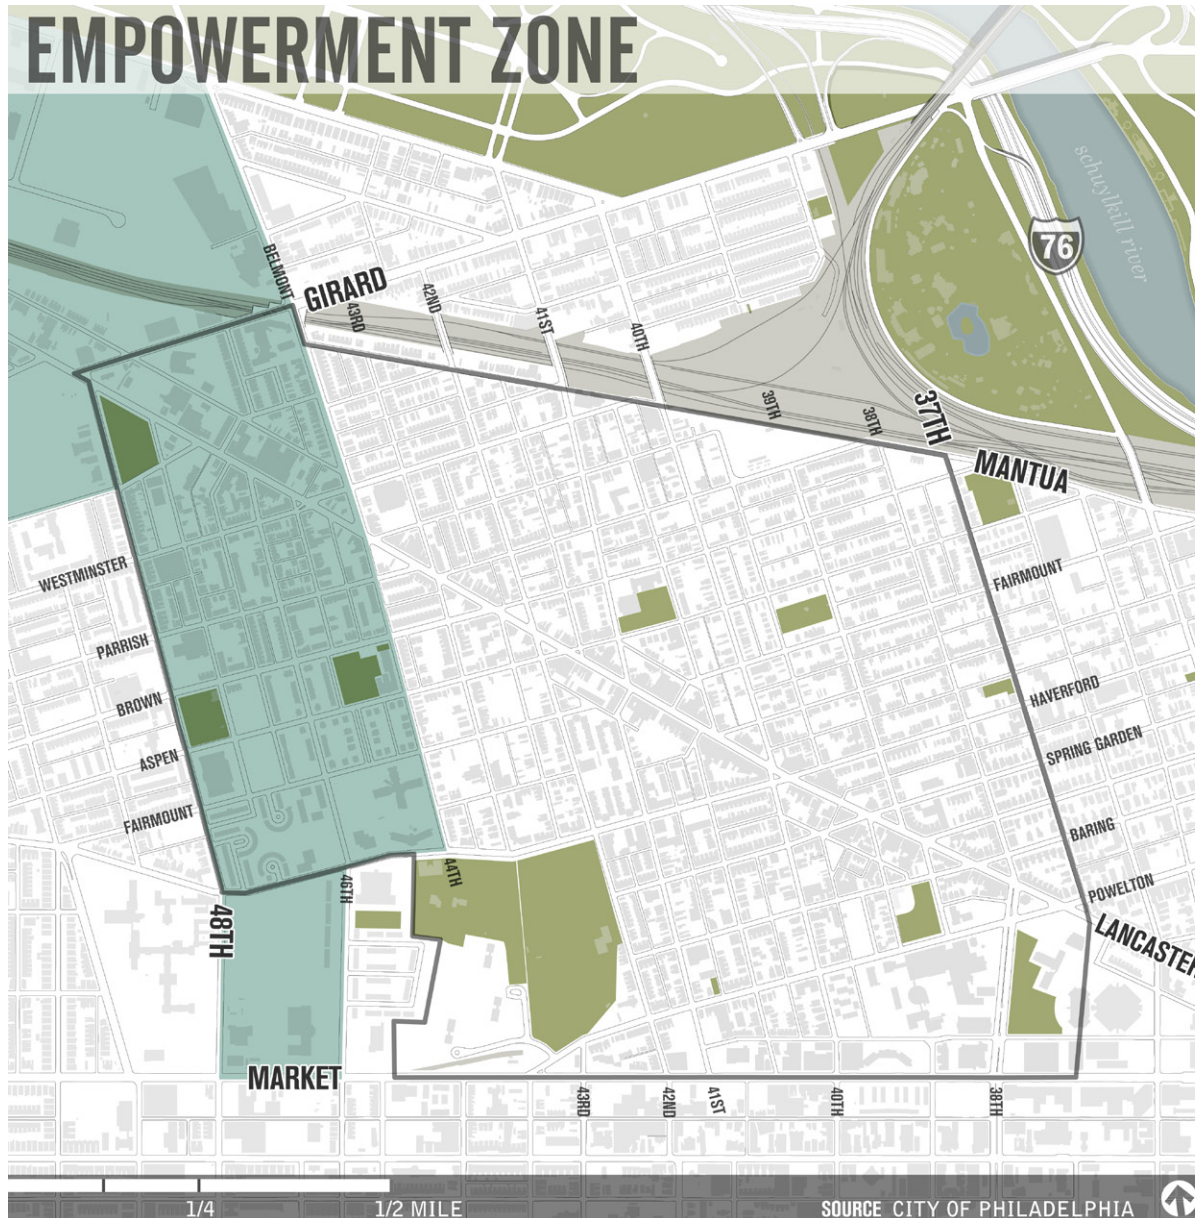 EMPOWERMENT ZONE
schuylkill river
76
BELMONT
GIRARD
43RD
42ND
41ST
40TH
39TH
38TH
37TH
MANTUA
WESTMINSTER
FAIRMOUNT
PARRISH
BROWN
HAVERFORD
ASPEN
SPRING GARDEN
FAIRMOUNT
BARING
44TH
46TH
POWELTON
48TH
LANCASTER
MARKET
43RD
42ND
41ST
40TH
38TH
1/4
1/2 MILE
SOURCE CITY OF PHILADELPHIA